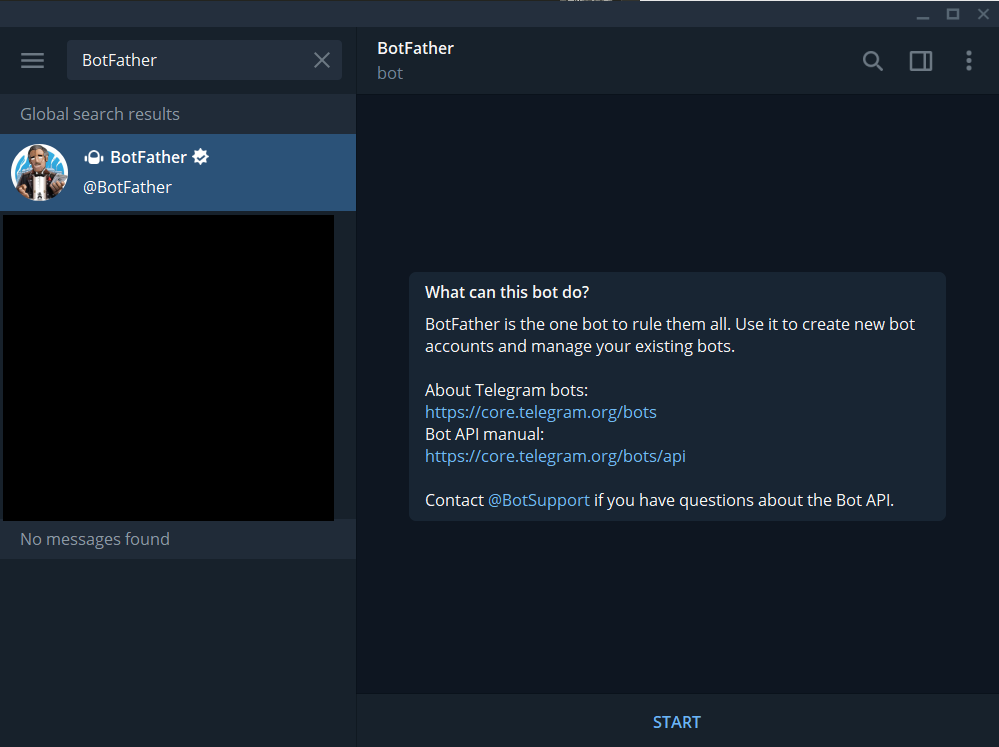 BotFather
Global search results
BotFather
@BotFather
No messages found
BotFather
bot
What can this bot do?
BotFather is the one bot to rule them all. Use it to create new bot
accounts and manage your existing bots.
About Telegram bots:
https://core.telegram.org/bots
Bot API manual:
https://core.telegram.org/bots/api
Contact @BotSupport if you have questions about the Bot API.
START